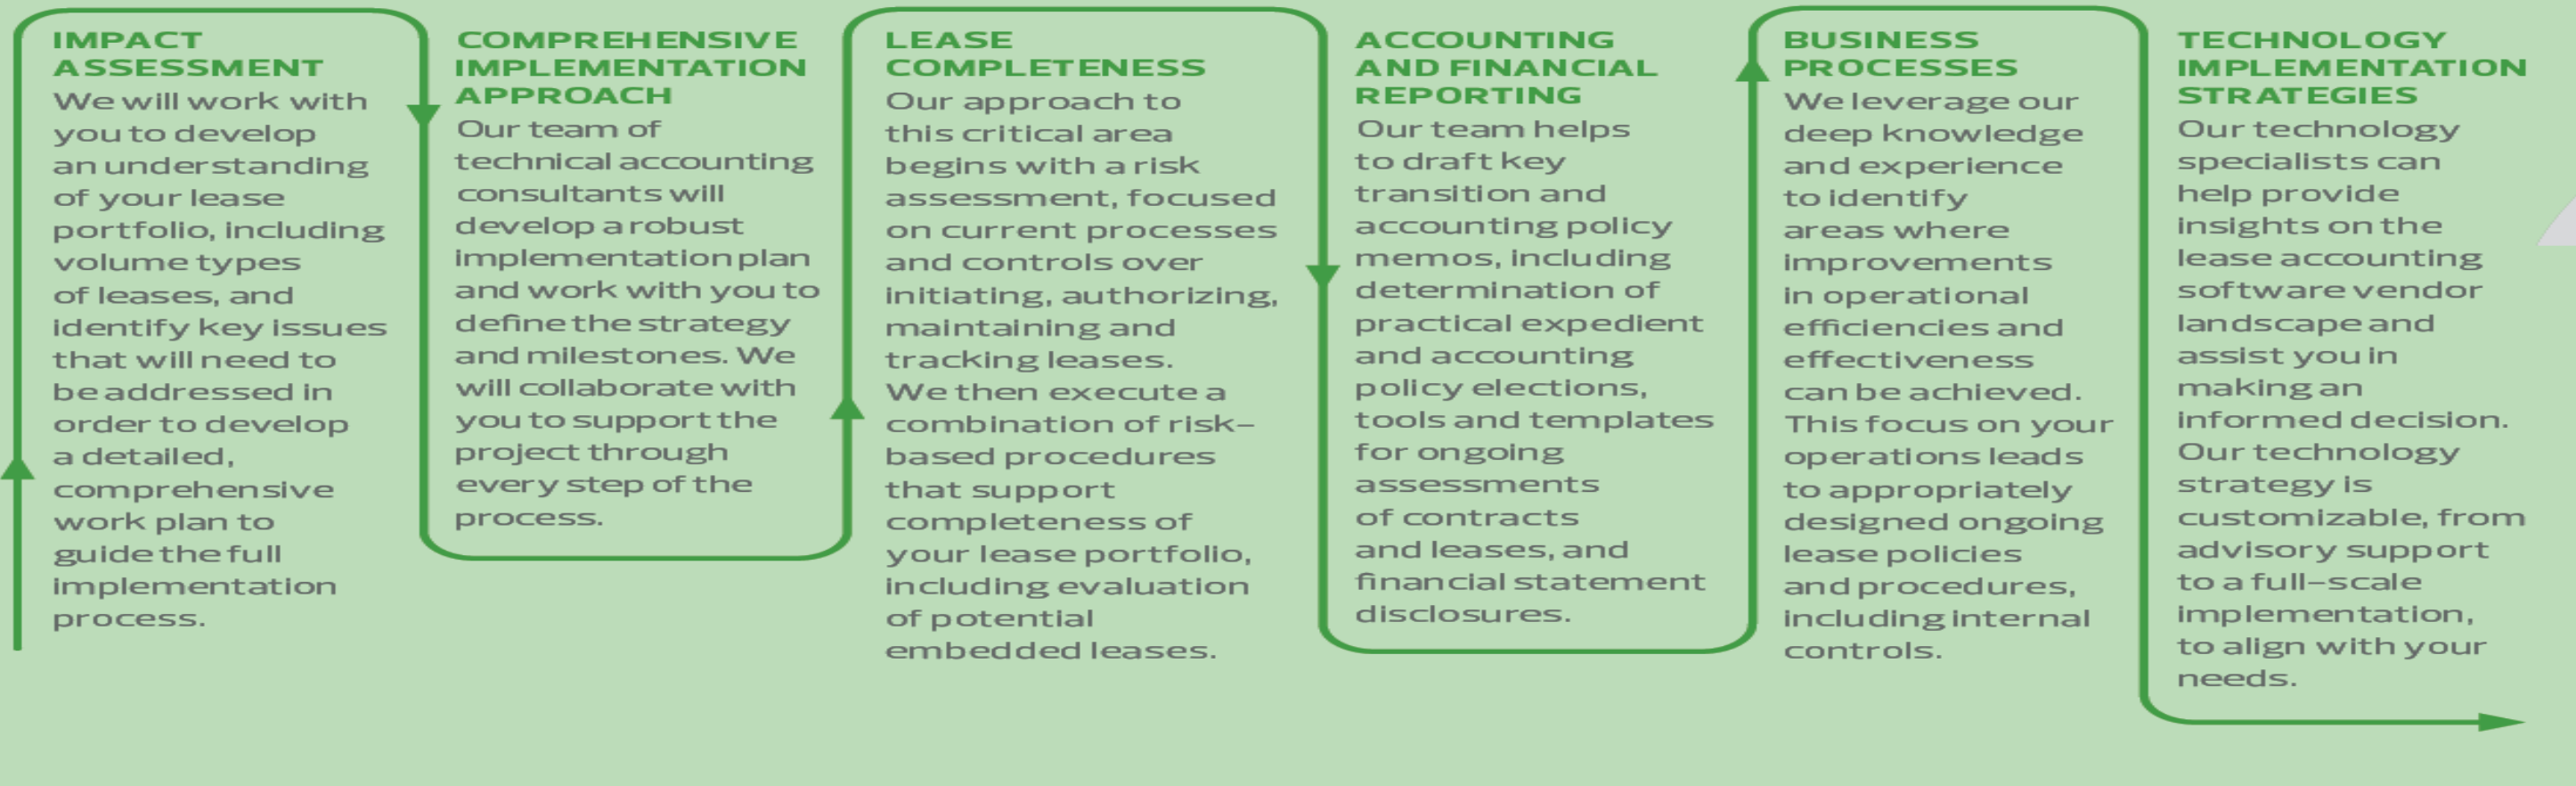 IMPACT
ASSESSMENT
We will work with
you to develop
an understanding
of your lease
portfolio, including
volume types
of leases, and
identify key issues
that will need to
be addressed in
order to develop
a detailed,
comprehensive
work plan to
guide the full
implementation
process.
COMPREHENSIVE
IMPLEMENTATION
APPROACH
Our team of
technical accounting
consultants will
develop a robust
implementation plan
and work with you to
define the strategy
and milestones. We
will collaborate with
you to support the
project through
every step of the
process.
LEASE
COMPLETENESS
Our approach to
this critical area
begins with a risk
assessment, focused
on current processes
and controls over
initiating, authorizing,
maintaining and
tracking leases.
We then execute a
combination of risk-
based procedures
that support
completeness of
your lease portfolio,
including evaluation
of potential
embedded leases.
ACCOUNTING
AND FINANCIAL
REPORTING
Our team helps
to draft key
transition and
accounting policy
memos, including
determination of
practical expedient
and accounting
policy elections,
tools and templates
for ongoing
assessments
of contracts
and leases, and
financial statement
disclosures.
BUSINESS
PROCESSES
We leverage our
deep knowledge
and experience
to identify
areas where
improvements
in operational
efficiencies and
effectiveness
can be achieved.
This focus on your
operations leads
to appropriately
designed ongoing
lease policies
and procedures,
including internal
controls.
TECHNOLOGY
IMPLEMENTATION
STRATEGIES
Our technology
specialists can
help provide
insights on the
lease accounting
software vendor
landscape and
assist you in
making an
informed decision.
Our technology
strategy is
customizable, from
advisory support
to a full-scale
implementation,
to align with your
needs.